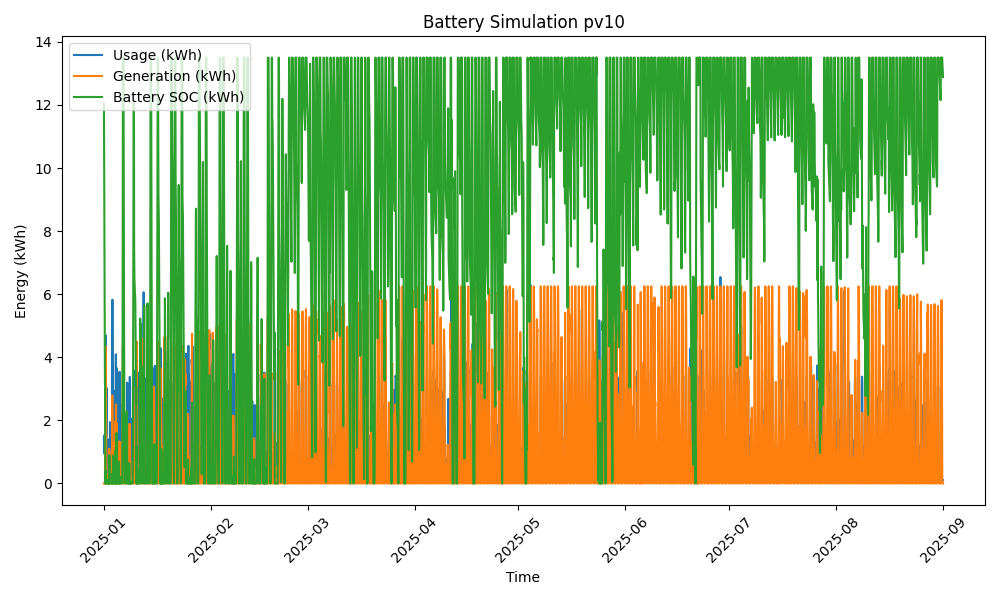 Battery Simulation pv10
Usage (kWh)
Generation (kWh)
Battery SOC (kWh)
Energy (kWh)
14
12
10
8
6
4
2
0
2025-01
2025-02
2025-03
2025-04
2025-05
2025-06
2025-07
2025-08
2025-09
Time